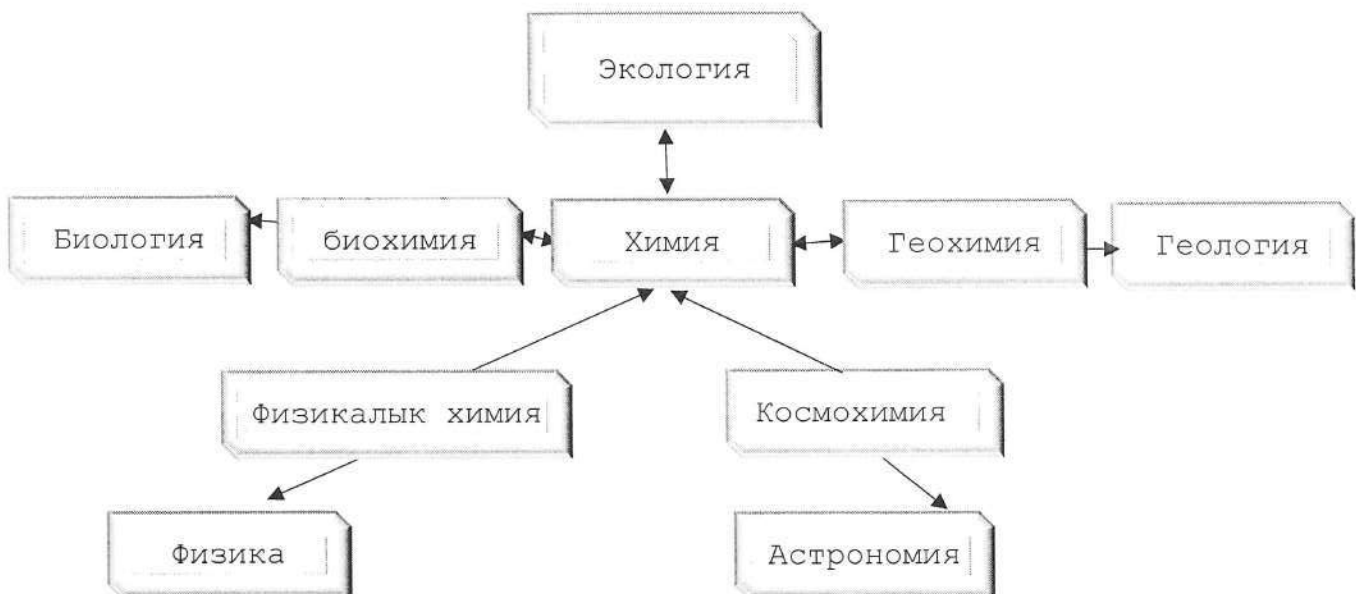 Экология
Биология
биохимия
Химия
Геохимия
Геология
Физикалык химия
Космохимия
Физика
Астрономия